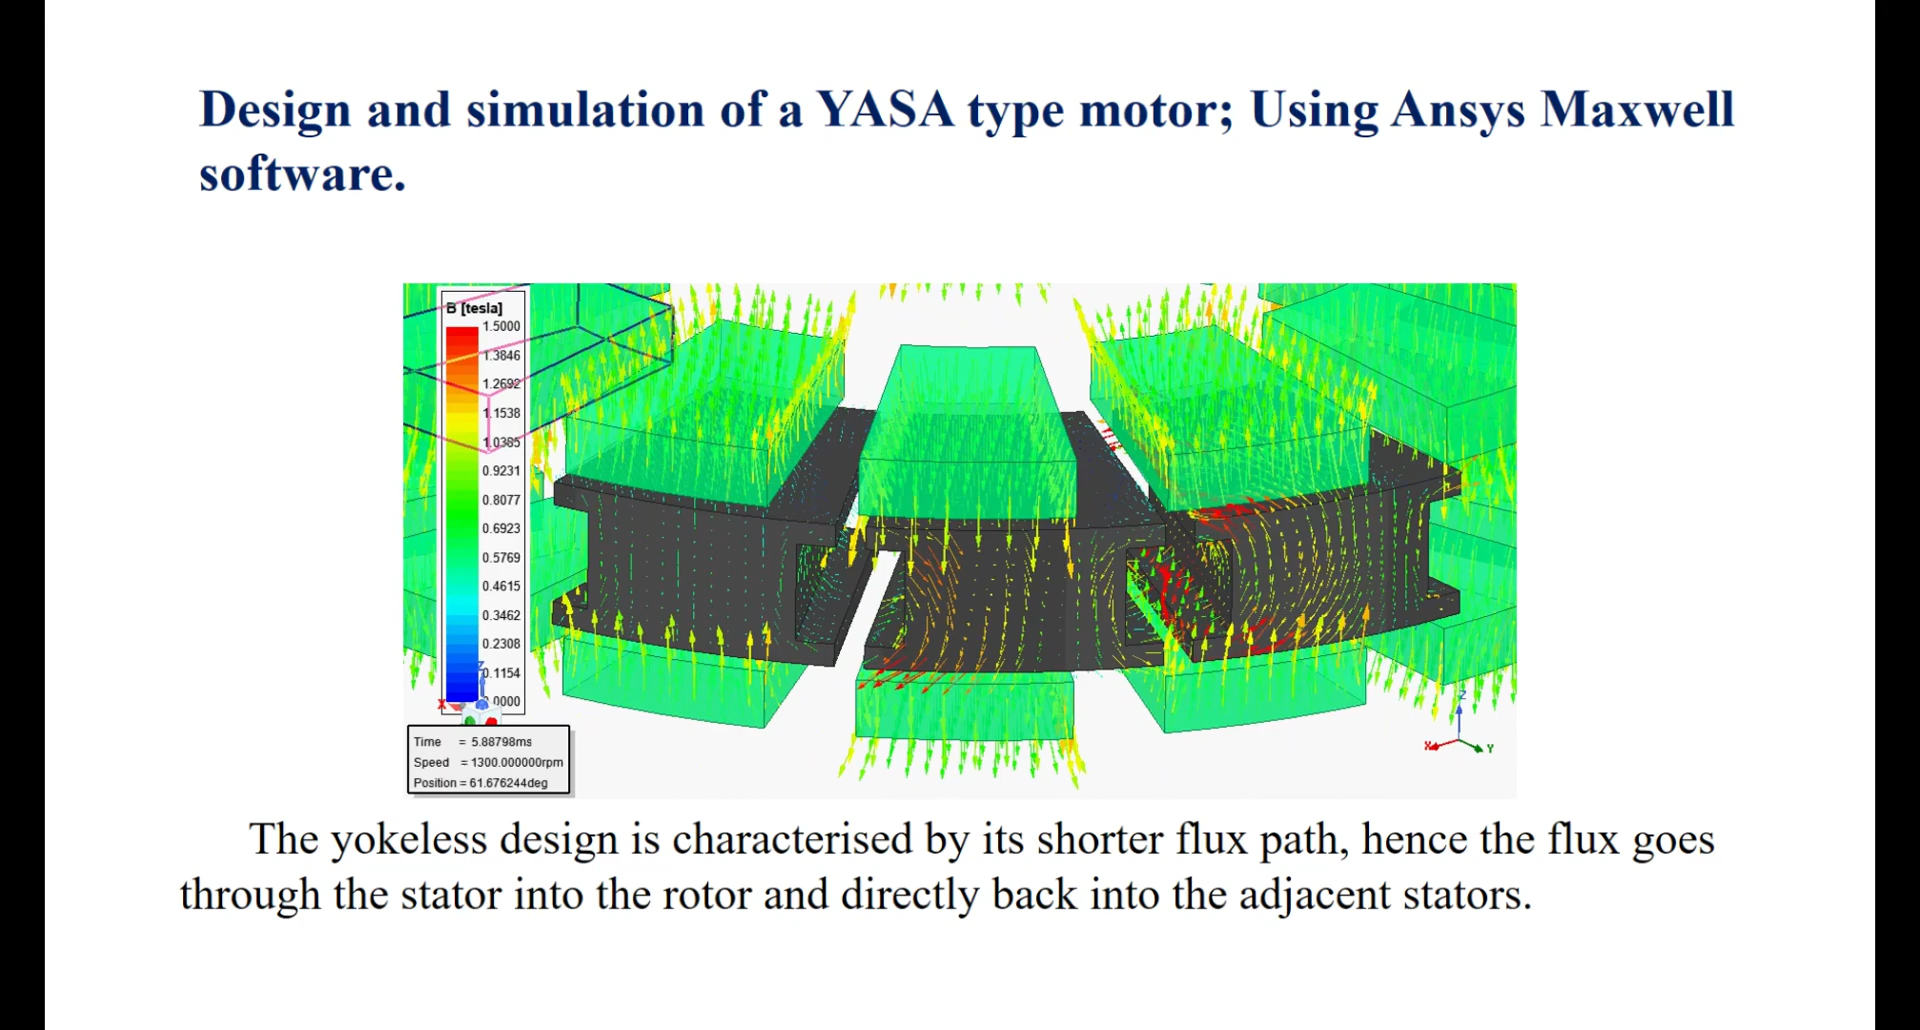 Design and simulation of a YASA type motor; Using Ansys Maxwell
software.
B [tesla]
1.5000
1.3846
1.2692
1.1538
1.0385
0.9231
0.8077
0.6923
0.5769
0.4615
0.3462
0.2308
0.1154
0.0000
Z
X
Time = 5.88798ms
Speed = 1300.000000rpm
Position = 61.676244deg
Z
X
Y
The yokeless design is characterised by its shorter flux path, hence the flux goes
through the stator into the rotor and directly back into the adjacent stators.